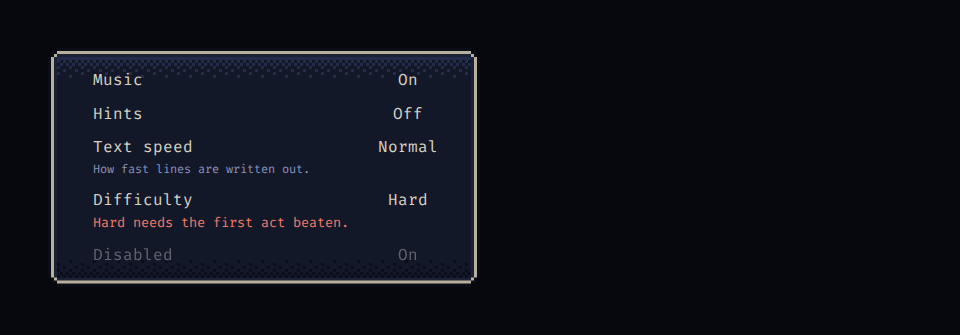 Music On
Hints Off
Text speed Normal
How fast lines are written out.
Difficulty Hard
Hard needs the first act beaten.
Disabled On